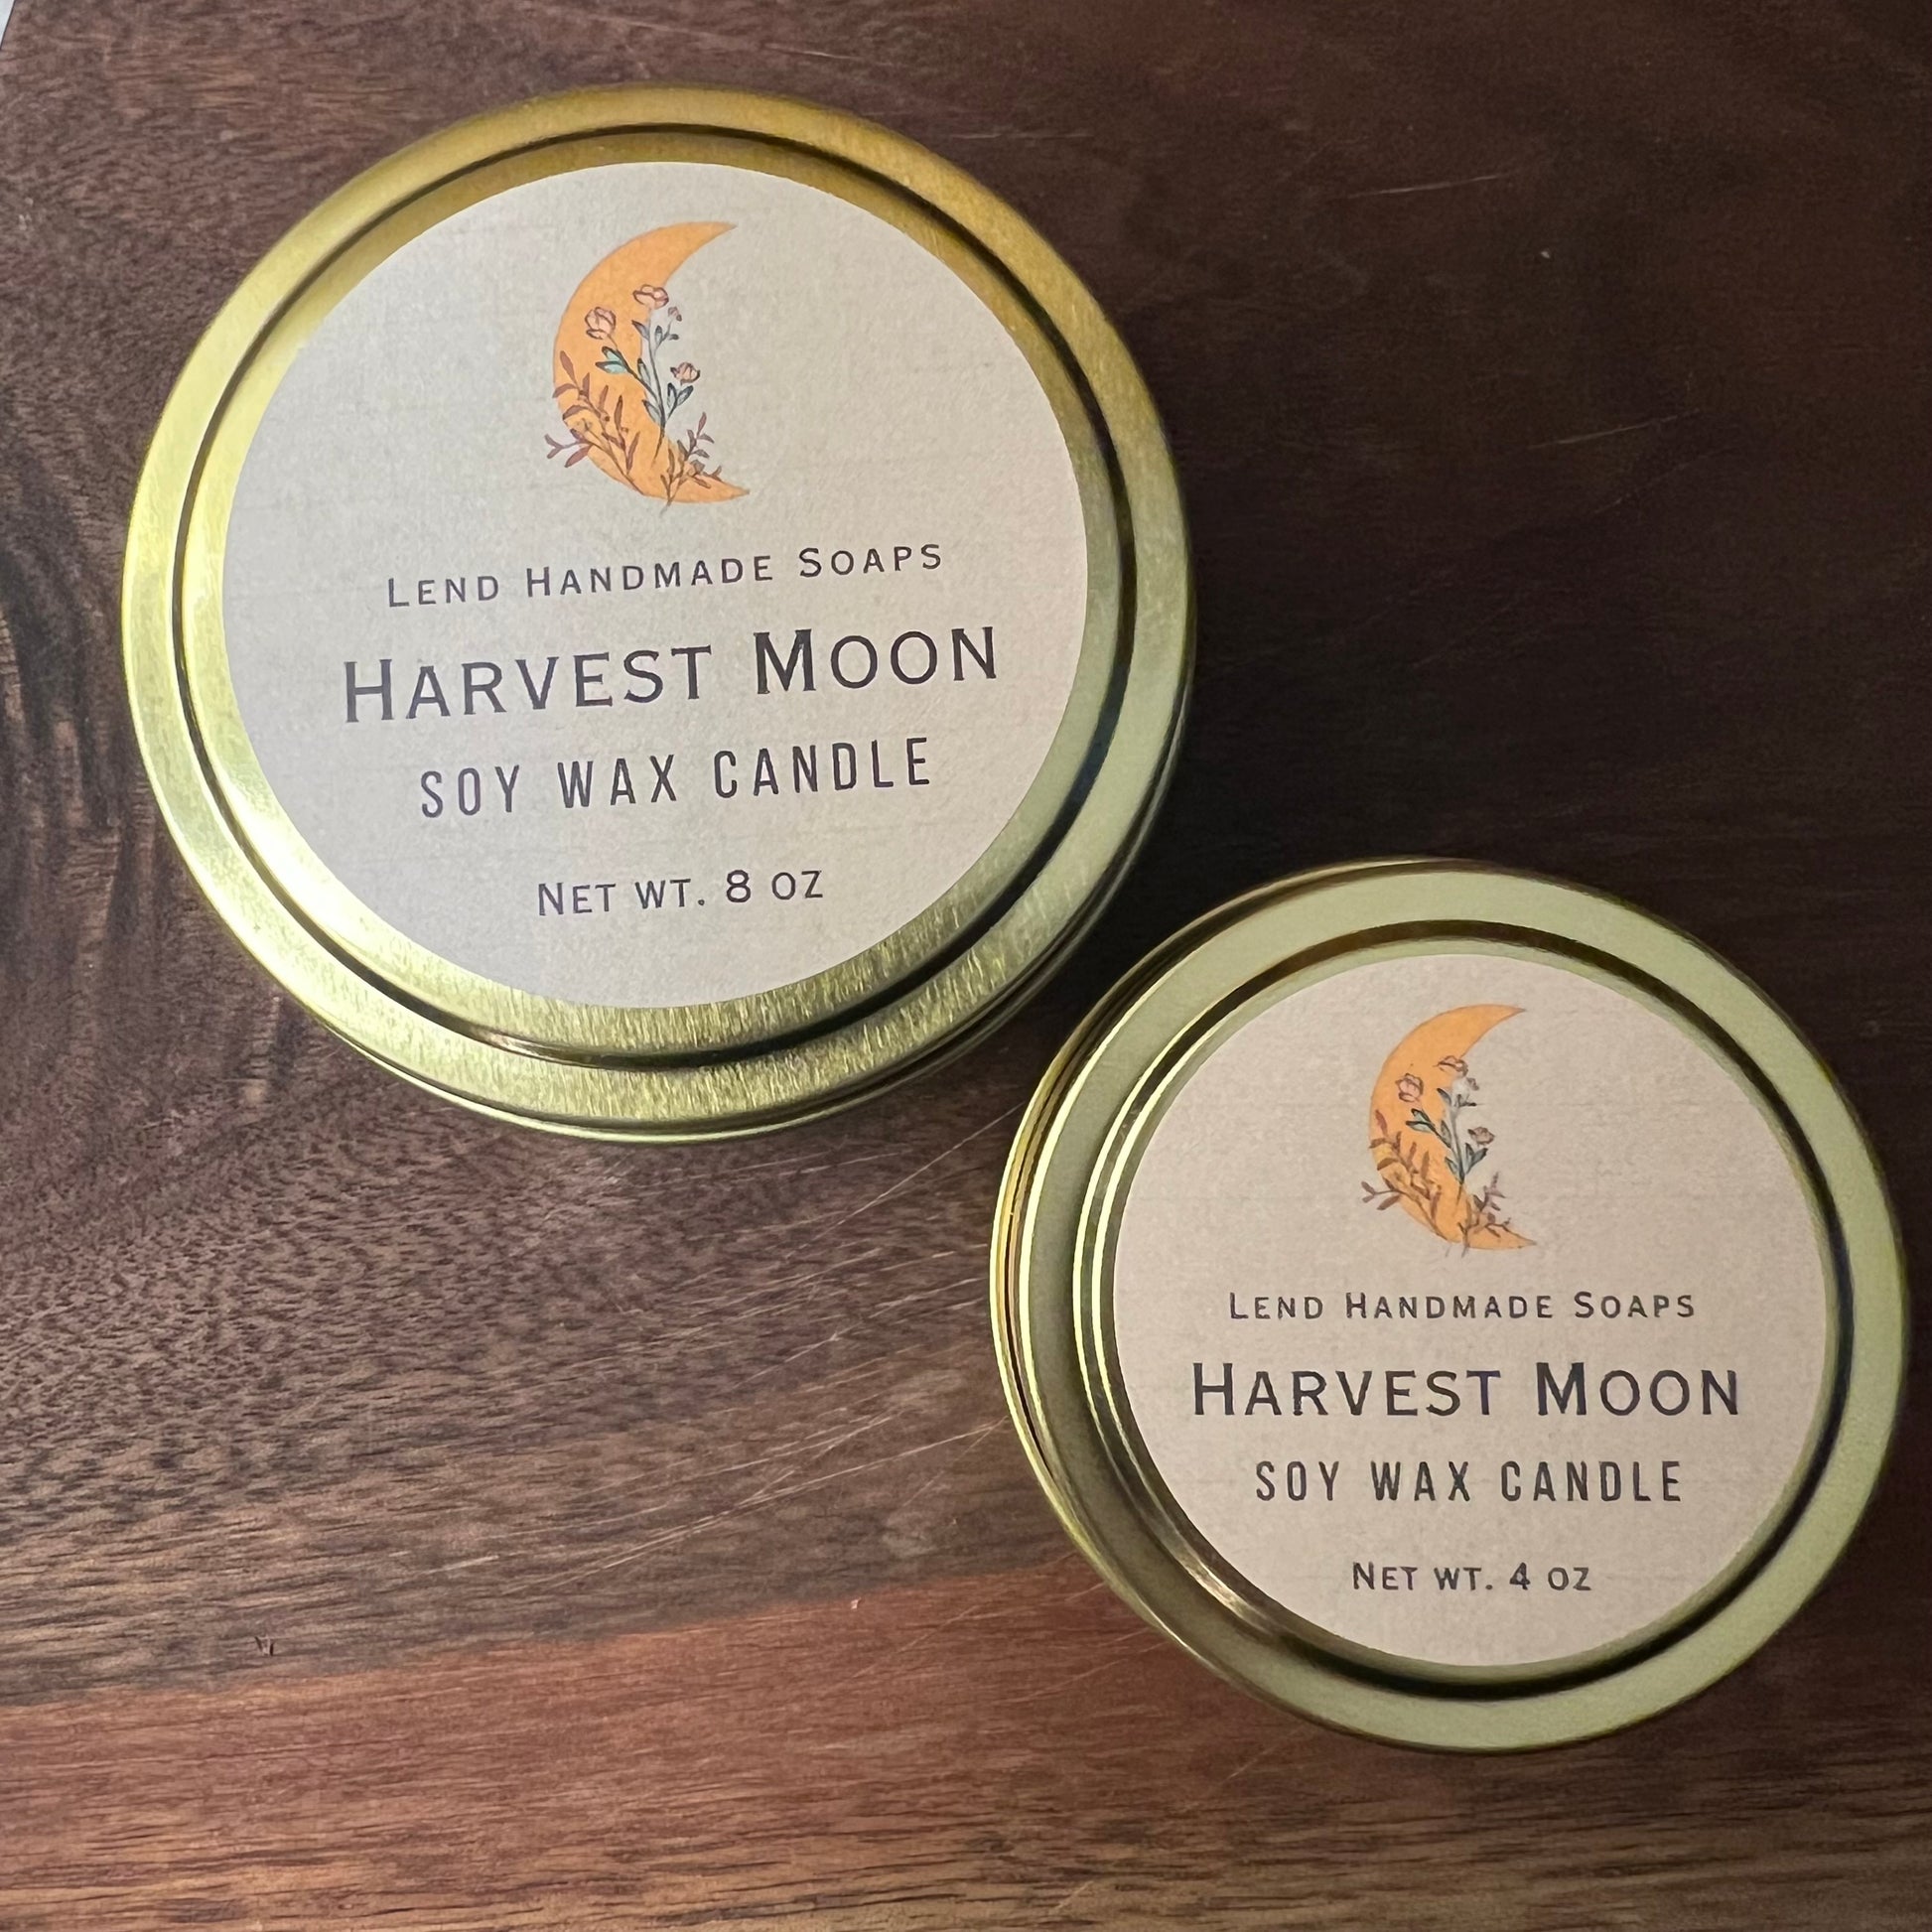 Lend Handmade Soaps
Harvest Moon
SOY WAX CANDLE
Net wt. 8 oz
Lend Handmade Soaps
Harvest Moon
SOY WAX CANDLE
Net wt. 4 oz